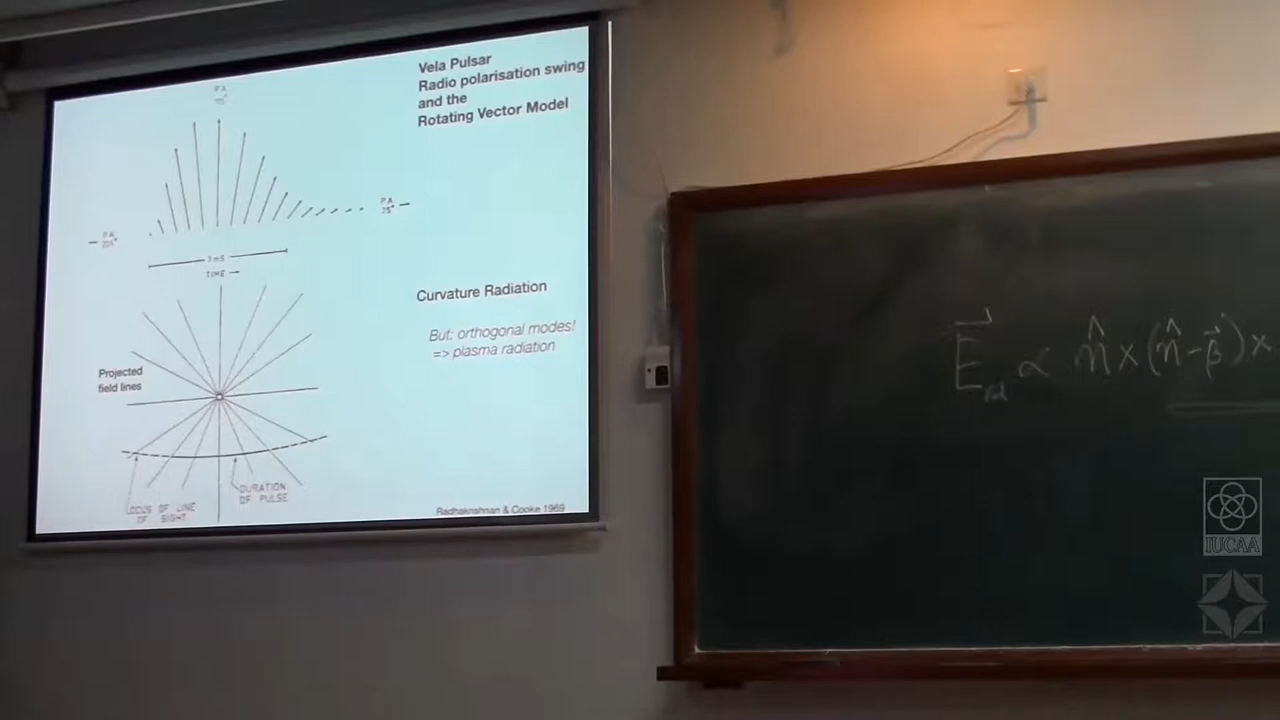 Vela Pulsar
Radio polarisation swing
and the
Rotating Vector Model
P.A.
P.A.
75°
P.A.
TIME
Curvature Radiation
But: orthogonal modes!
=> plasma radiation
Projected
field lines
DURATION
OF PULSE
LOCUS OF LINE
OF SIGHT
Radhakrishnan & Cooke 1969
E⃗ ∝ n̂ × (n̂ − β⃗) ×
IUCAA